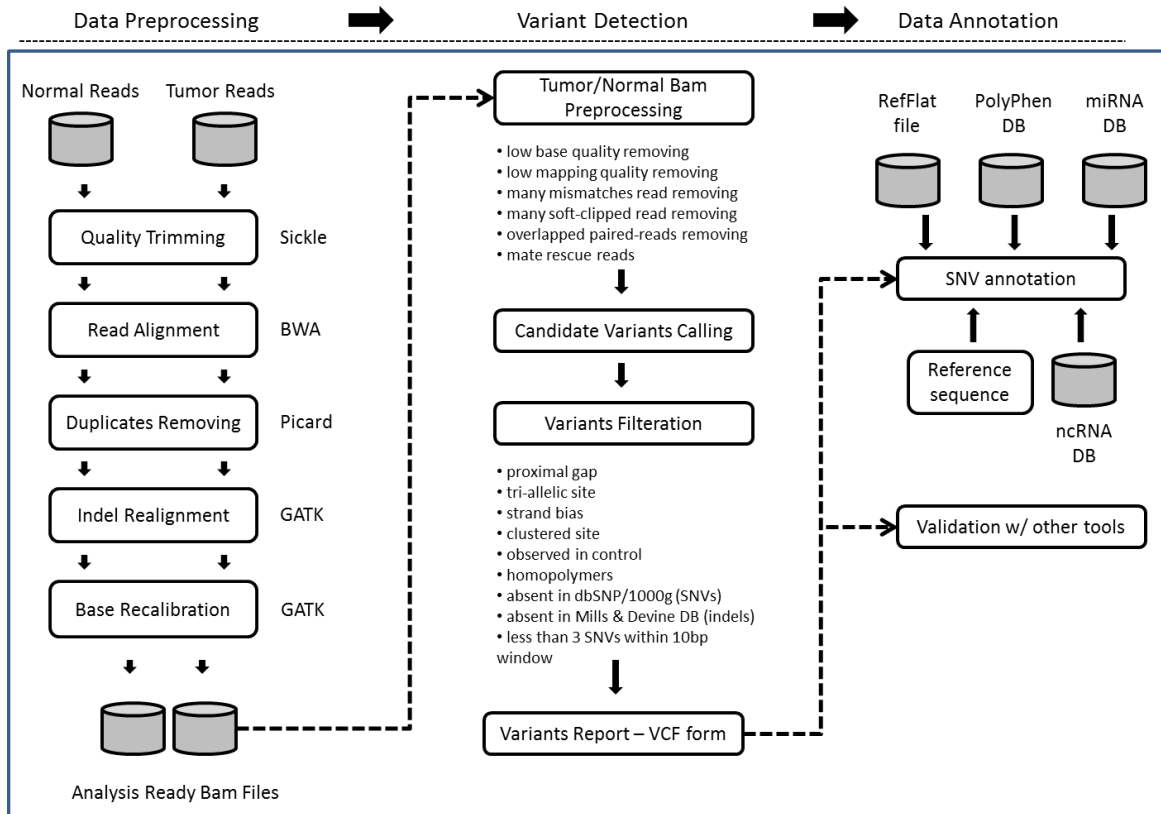 Data Preprocessing
Variant Detection
Data Annotation
Normal Reads
Tumor Reads
Quality Trimming
Sickle
Read Alignment
BWA
Duplicates Removing
Picard
Indel Realignment
GATK
Base Recalibration
GATK
Analysis Ready Bam Files
Tumor/Normal Bam
Preprocessing
• low base quality removing
• low mapping quality removing
• many mismatches read removing
• many soft-clipped read removing
• overlapped paired-reads removing
• mate rescue reads
Candidate Variants Calling
Variants Filteration
• proximal gap
• tri-allelic site
• strand bias
• clustered site
• observed in control
• homopolymers
• absent in dbSNP/1000g (SNVs)
• absent in Mills & Devine DB (indels)
• less than 3 SNVs within 10bp
window
Variants Report – VCF form
RefFlat
file
PolyPhen
DB
miRNA
DB
SNV annotation
Reference
sequence
ncRNA
DB
Validation w/ other tools